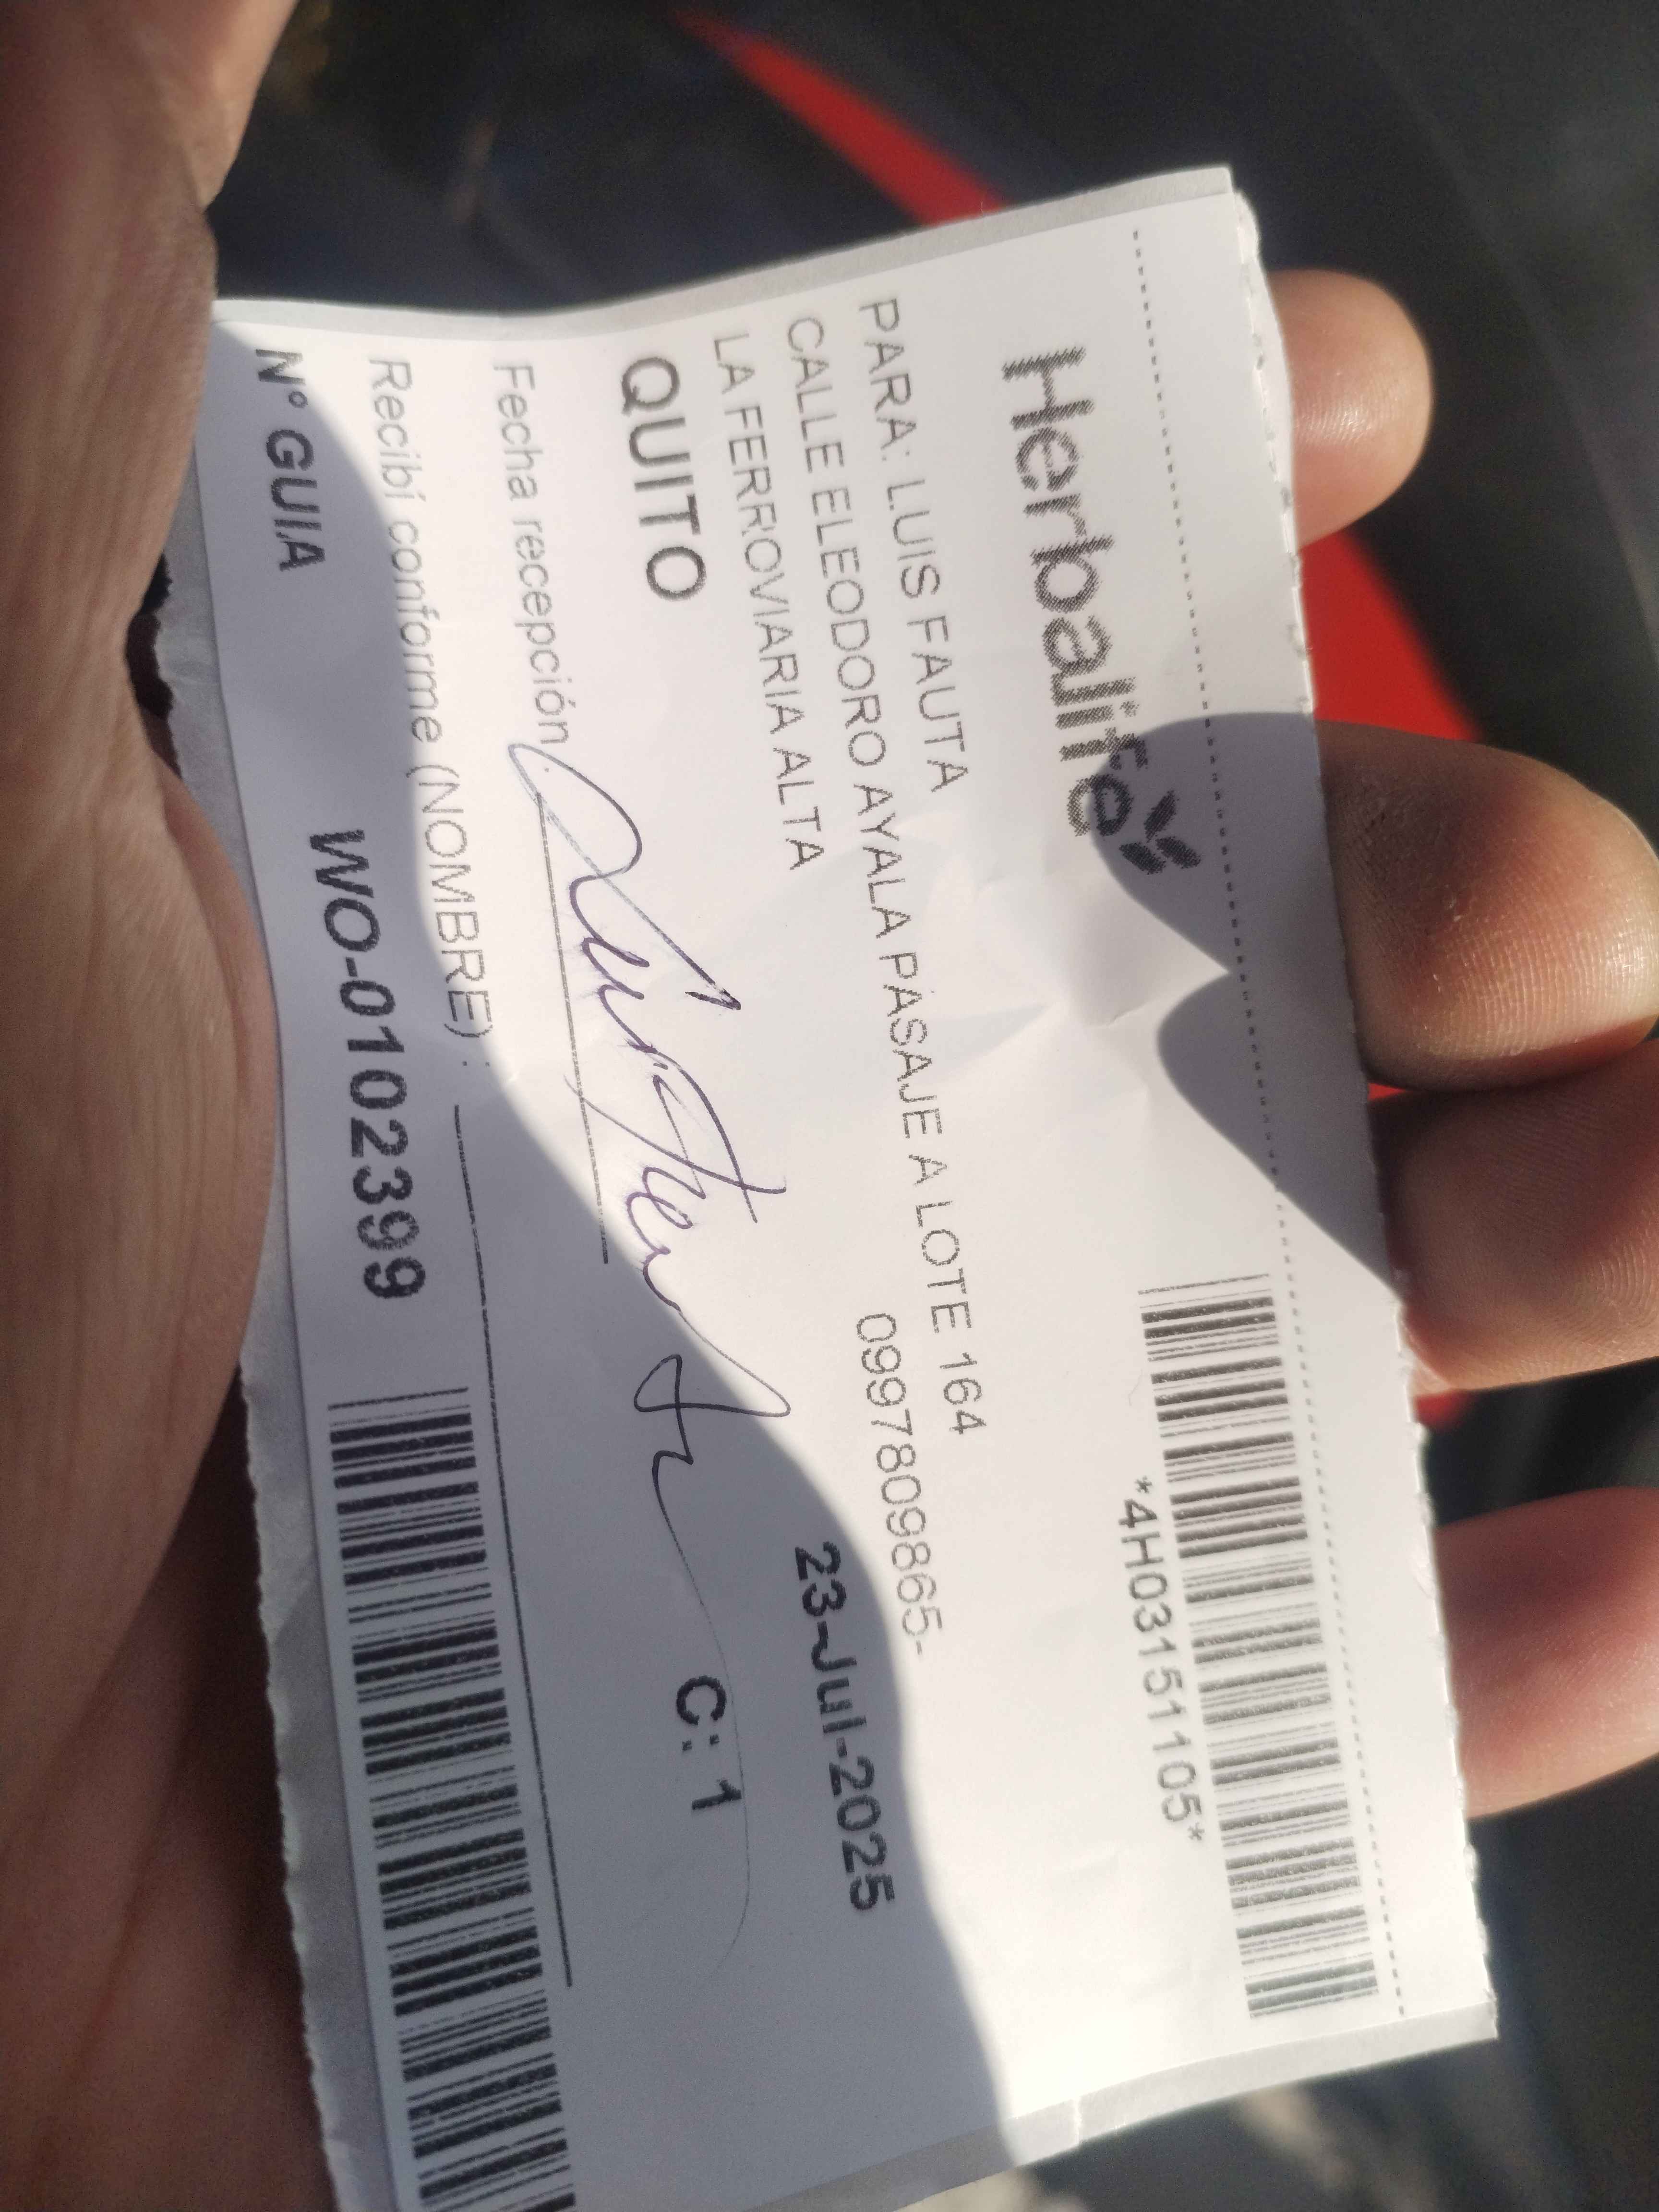 Herbalife
*4H03151105*
PARA: LUIS FAUTA
CALLE ELEODORO AYALA PASAJE A LOTE 164
LA FERROVIARIA ALTA
0997809865-
QUITO
23-Jul-2025
Fecha recepción
C: 1
Recibí conforme (NOMBRE) :
N° GUIA
WO-0102399